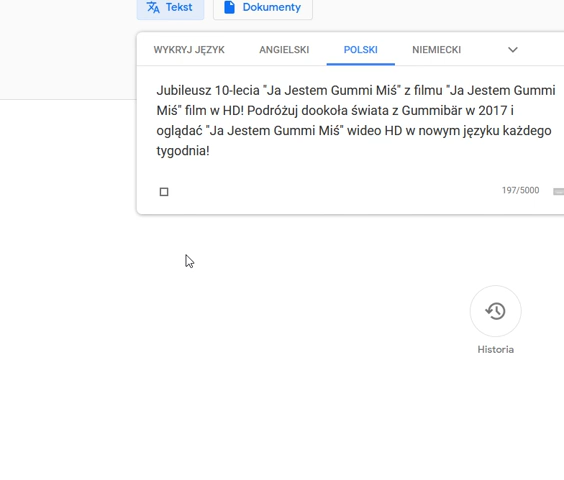 Tekst Dokumenty
WYKRYJ JĘZYK ANGIELSKI POLSKI NIEMIECKI
Jubileusz 10-lecia "Ja Jestem Gummi Miś" z filmu "Ja Jestem Gummi
Miś" film w HD! Podróżuj dookoła świata z Gummibär w 2017 i
oglądać "Ja Jestem Gummi Miś" wideo HD w nowym języku każdego
tygodnia!
197/5000
Historia